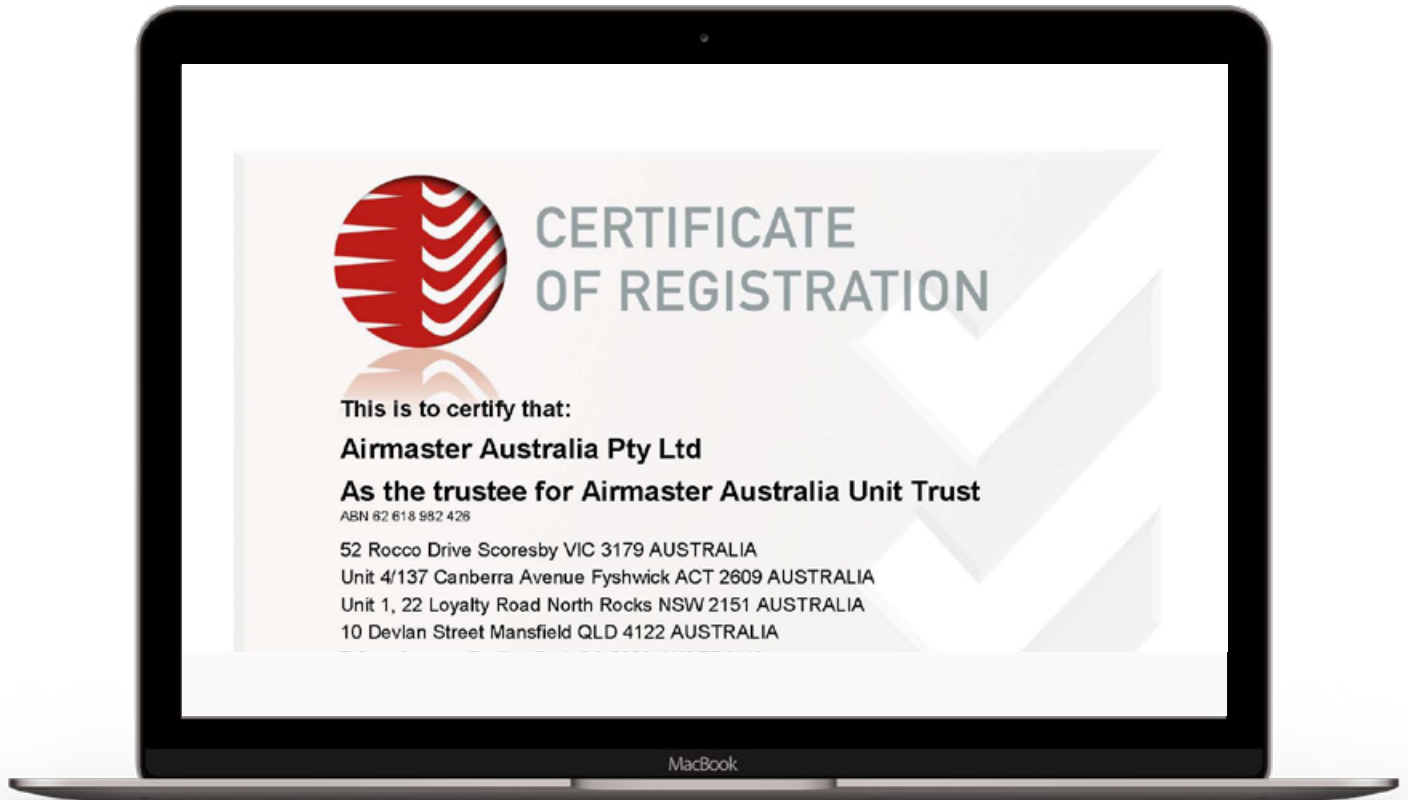 CERTIFICATE
OF REGISTRATION
This is to certify that:
Airmaster Australia Pty Ltd
As the trustee for Airmaster Australia Unit Trust
ABN 62 618 982 426
52 Rocco Drive Scoresby VIC 3179 AUSTRALIA
Unit 4/137 Canberra Avenue Fyshwick ACT 2609 AUSTRALIA
Unit 1, 22 Loyalty Road North Rocks NSW 2151 AUSTRALIA
10 Devlan Street Mansfield QLD 4122 AUSTRALIA
MacBook